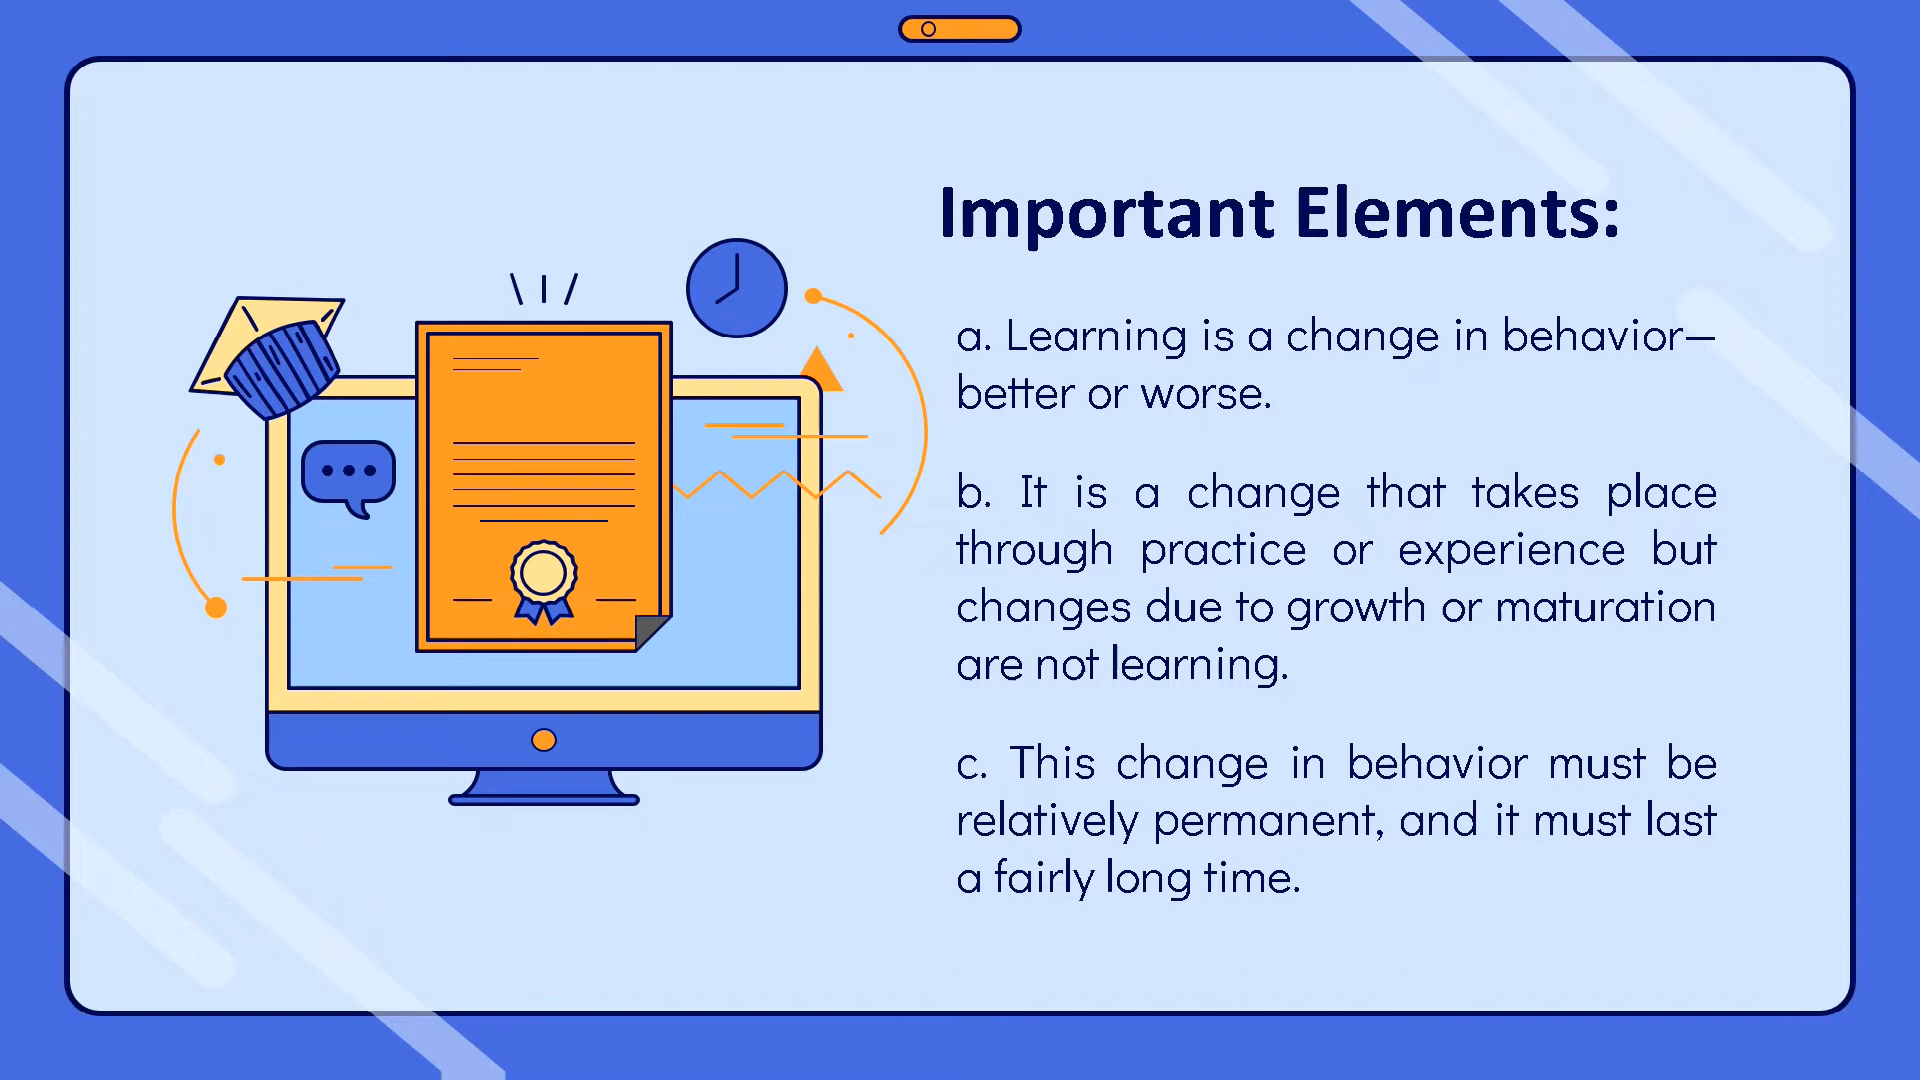 Important Elements:
a. Learning is a change in behavior—
better or worse.
b. It is a change that takes place
through practice or experience but
changes due to growth or maturation
are not learning.
c. This change in behavior must be
relatively permanent, and it must last
a fairly long time.